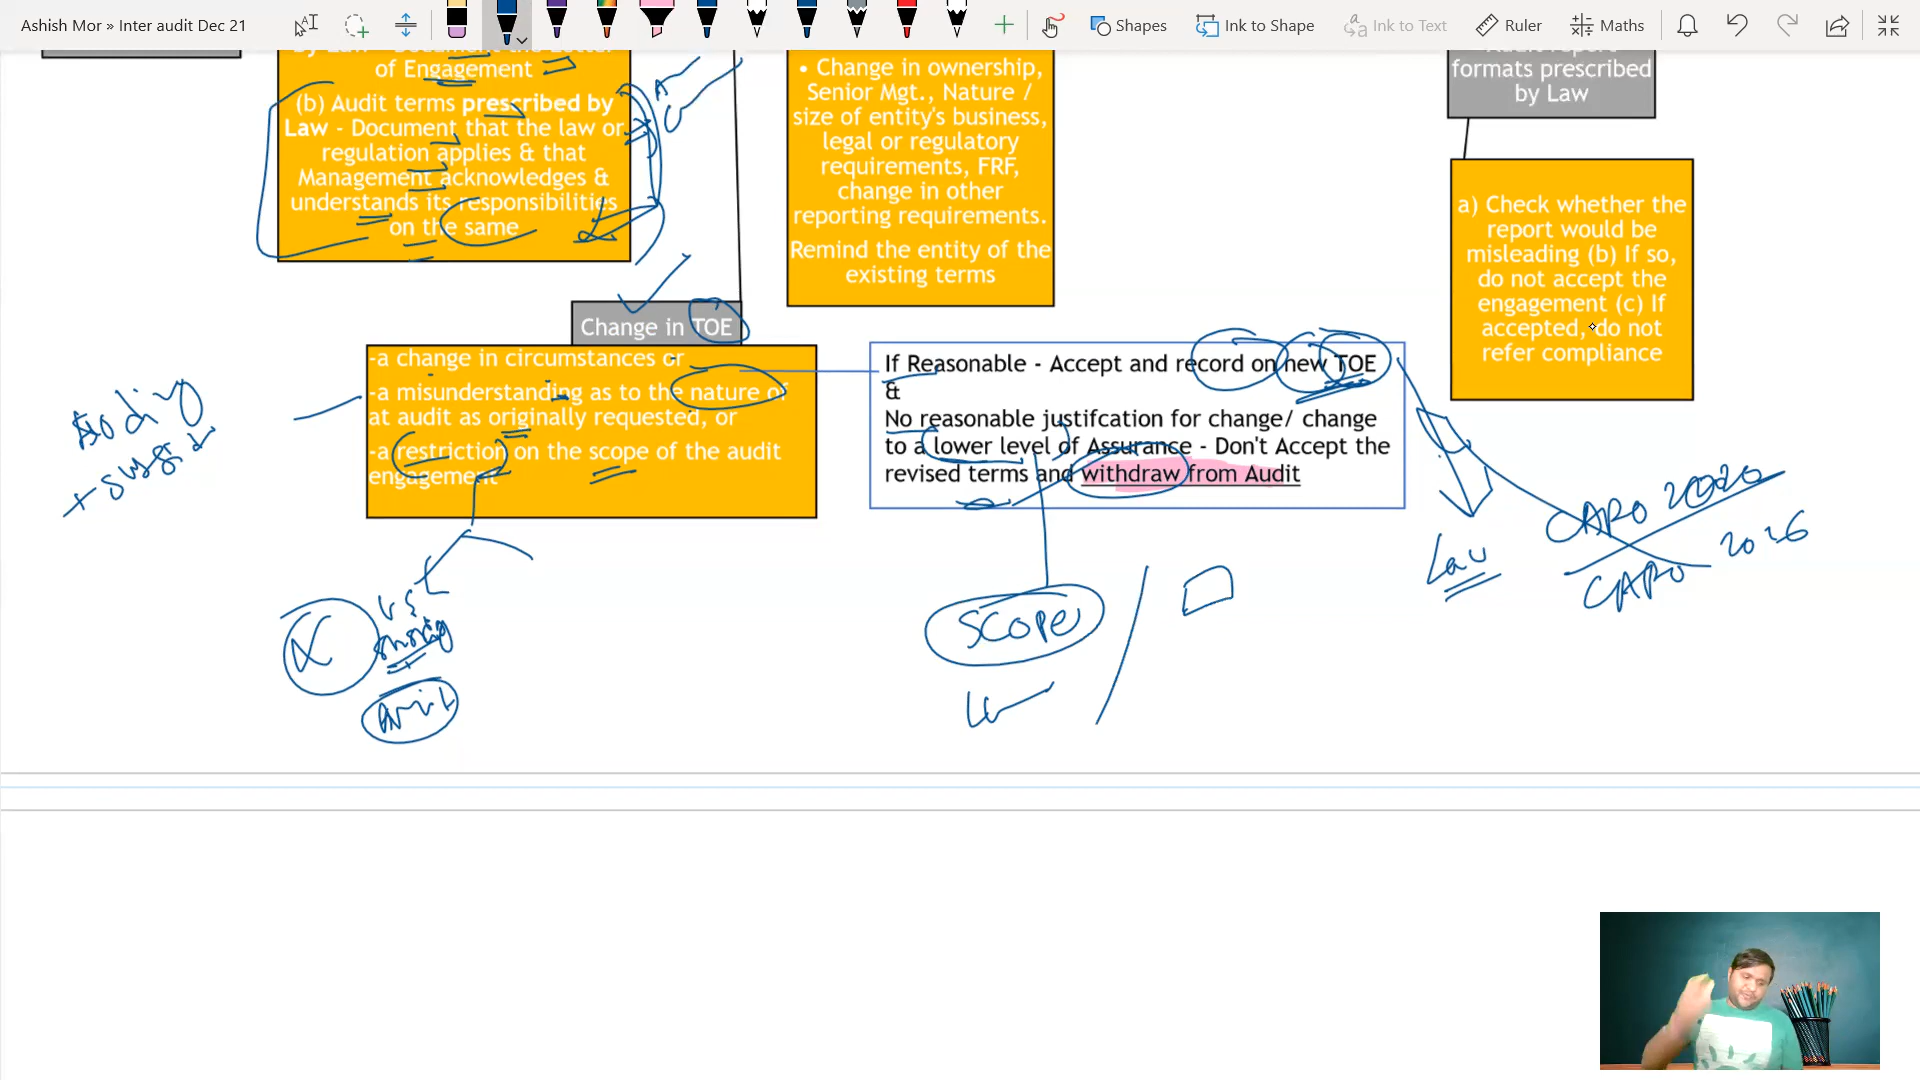 Ashish Mor » Inter audit Dec 21
Shapes
Ink to Shape
Ink to Text
Ruler
Maths
of Engagement
(b) Audit terms prescribed by
Law - Document that the law or
regulation applies & that
Management acknowledges &
understands its responsibilities
on the same
• Change in ownership,
Senior Mgt., Nature /
size of entity's business,
legal or regulatory
requirements, FRF,
change in other
reporting requirements.
Remind the entity of the
existing terms
formats prescribed
by Law
a) Check whether the
report would be
misleading (b) If so,
do not accept the
engagement (c) If
accepted, do not
refer compliance
Change in TOE
-a change in circumstances or
-a misunderstanding as to the nature of
at audit as originally requested, or
-a restriction on the scope of the audit
engagement
If Reasonable - Accept and record on new TOE
&
No reasonable justifcation for change/ change
to a lower level of Assurance - Don't Accept the
revised terms and withdraw from Audit
Law
CARO 2020
CARO 2016
Scope